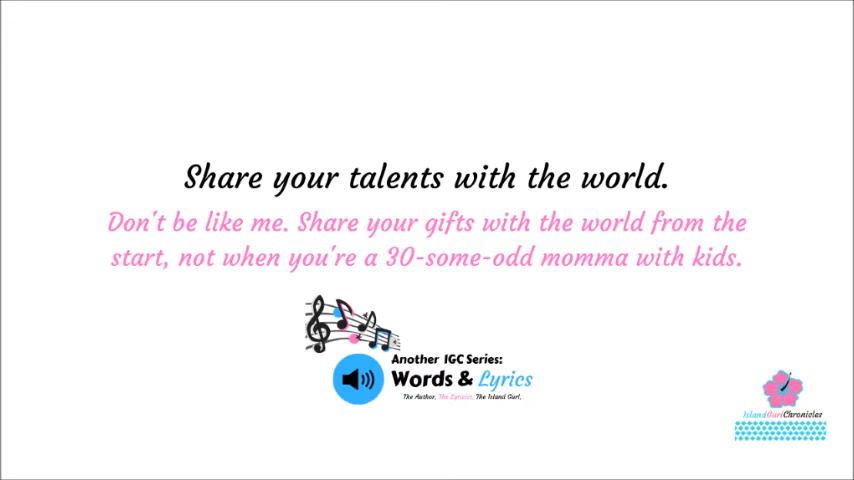 Share your talents with the world.
Don't be like me. Share your gifts with the world from the
start, not when you're a 30-some-odd momma with kids.
Another IGC Series:
Words & Lyrics
The Author, The Lyricist, The Island Gurl,
IslandGurlChronicles